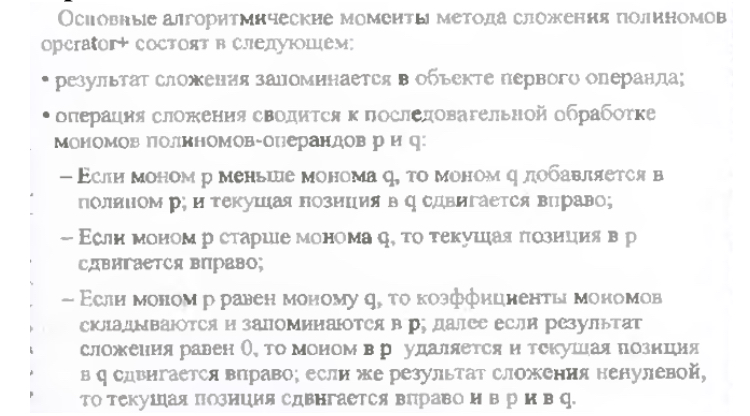 Основные алгоритмические моменты метода сложения полиномов
operator+ состоят в следующем:
• результат сложения запоминается в объекте первого операнда;
• операция сложения сводится к последовательной обработке
мономов полиномов-операндов p и q:
– Если моном p меньше монома q, то моном q добавляется в
полином p; и текущая позиция в q сдвигается вправо;
– Если моном p старше монома q, то текущая позиция в p
сдвигается вправо;
– Если моном p равен моному q, то коэффициенты мономов
складываются и запоминаются в p; далее если результат
сложения равен 0, то моном в p удаляется и текущая позиция
в q сдвигается вправо; если же результат сложения ненулевой,
то текущая позиция сдвигается вправо и в p и в q.